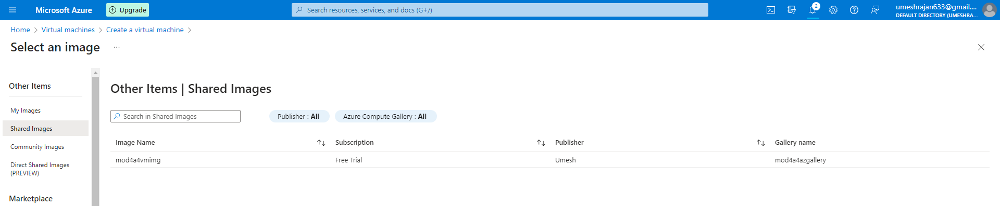 Microsoft Azure
Upgrade
Search resources, services, and docs (G+/)
2
umeshrajan633@gmail....
DEFAULT DIRECTORY (UMESHRA...
Home > Virtual machines > Create a virtual machine >
Select an image ...
Other Items
My Images
Shared Images
Community Images
Direct Shared Images
(PREVIEW)
Marketplace
Other Items | Shared Images
Search in Shared Images
Publisher : All
Azure Compute Gallery : All
Image Name Subscription Publisher Gallery name
mod4a4vmimg Free Trial Umesh mod4a4azgallery